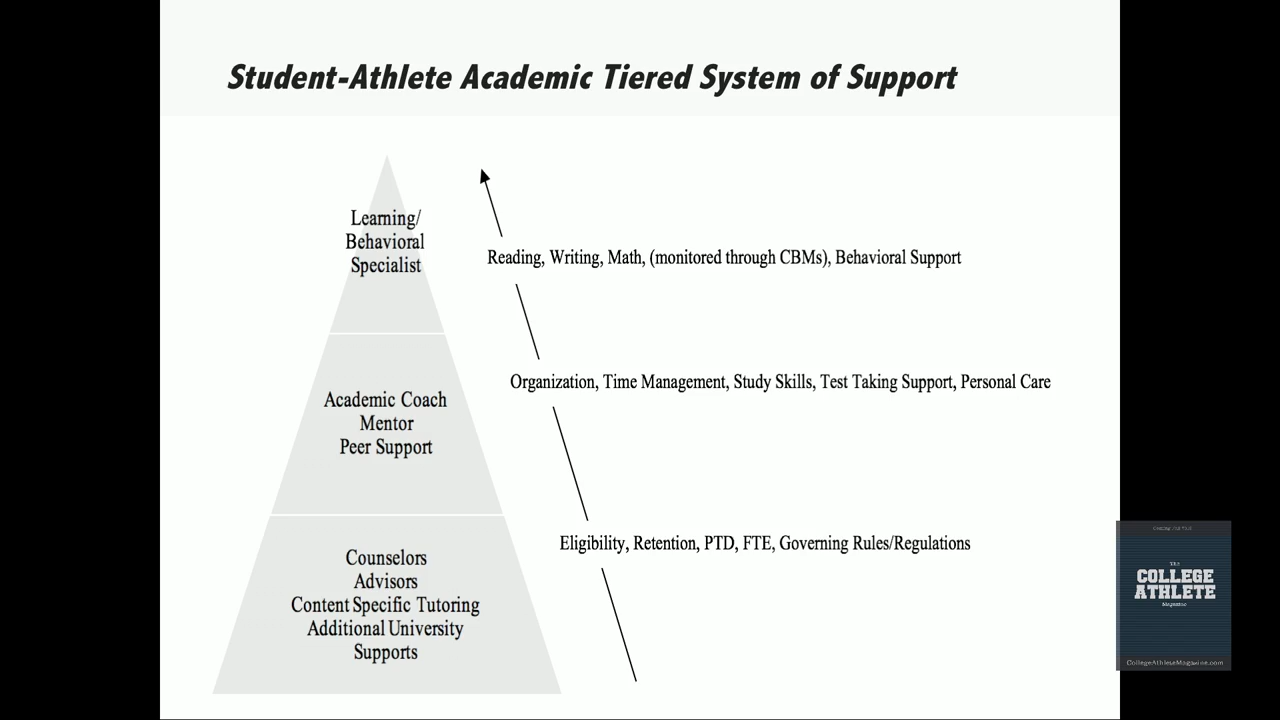 Student-Athlete Academic Tiered System of Support
Learning/
Behavioral
Specialist
Reading, Writing, Math, (monitored through CBMs), Behavioral Support
Academic Coach
Mentor
Peer Support
Organization, Time Management, Study Skills, Test Taking Support, Personal Care
Counselors
Advisors
Content Specific Tutoring
Additional University
Supports
Eligibility, Retention, PTD, FTE, Governing Rules/Regulations
The
COLLEGE
ATHLETE
Magazine
CollegeAthleteMagazine.com